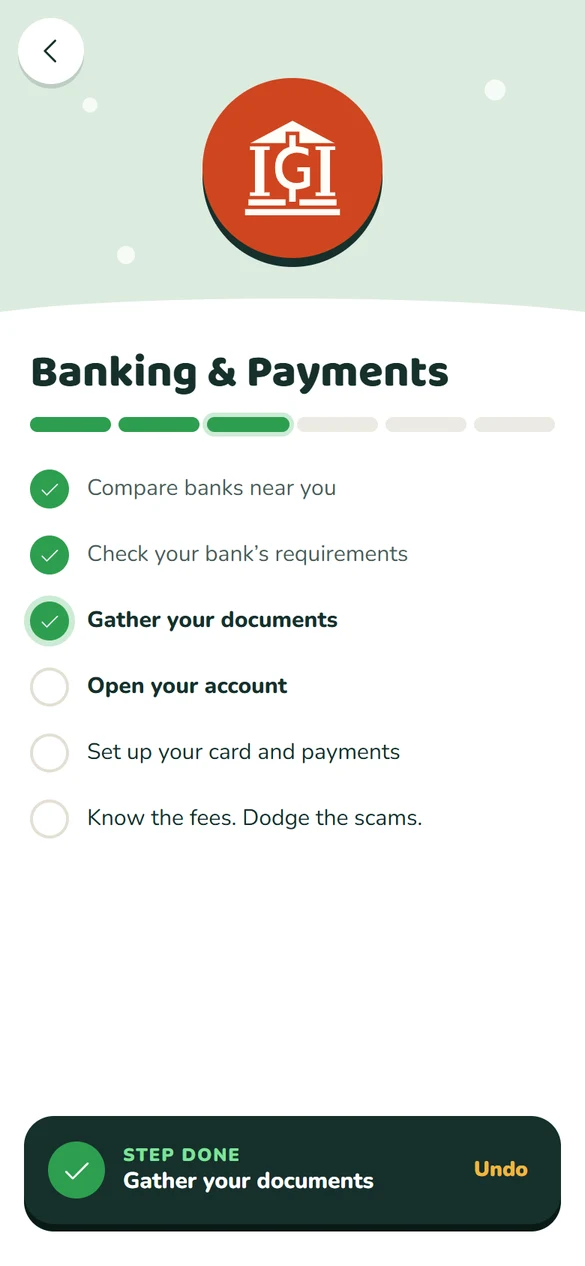 Banking & Payments
Compare banks near you
Check your bank’s requirements
Gather your documents
Open your account
Set up your card and payments
Know the fees. Dodge the scams.
STEP DONE
Gather your documents
Undo